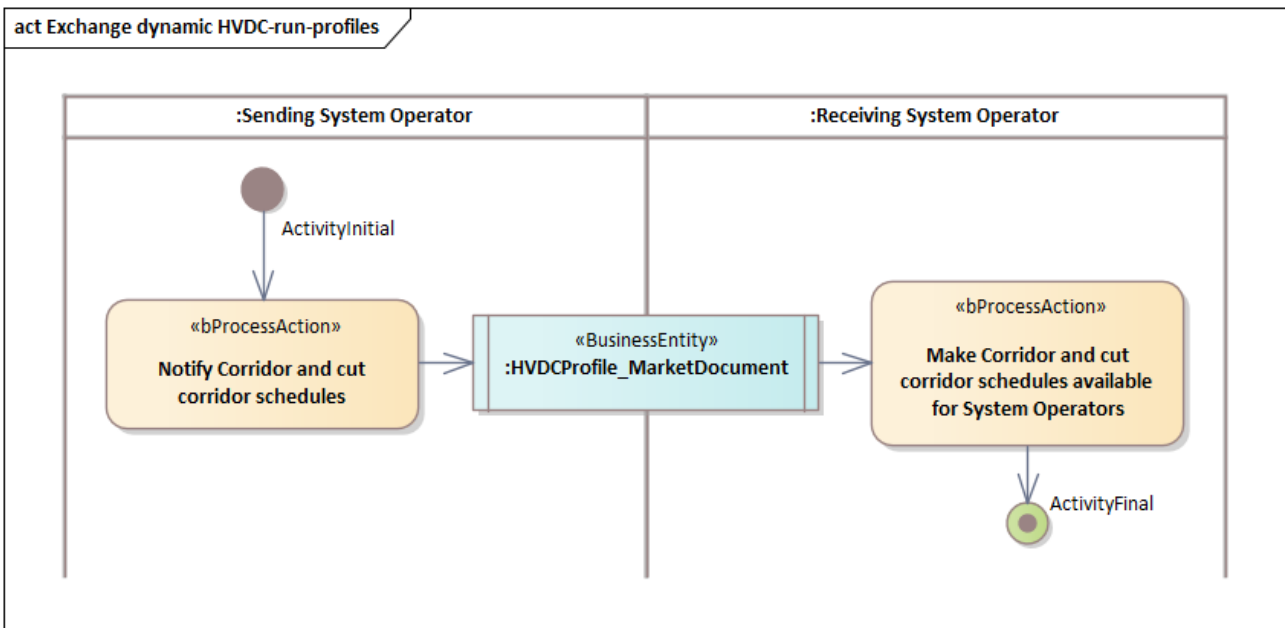 act Exchange dynamic HVDC-run-profiles
:Sending System Operator
:Receiving System Operator
ActivityInitial
«bProcessAction»
Notify Corridor and cut
corridor schedules
«BusinessEntity»
:HVDCProfile_MarketDocument
«bProcessAction»
Make Corridor and cut
corridor schedules available
for System Operators
ActivityFinal